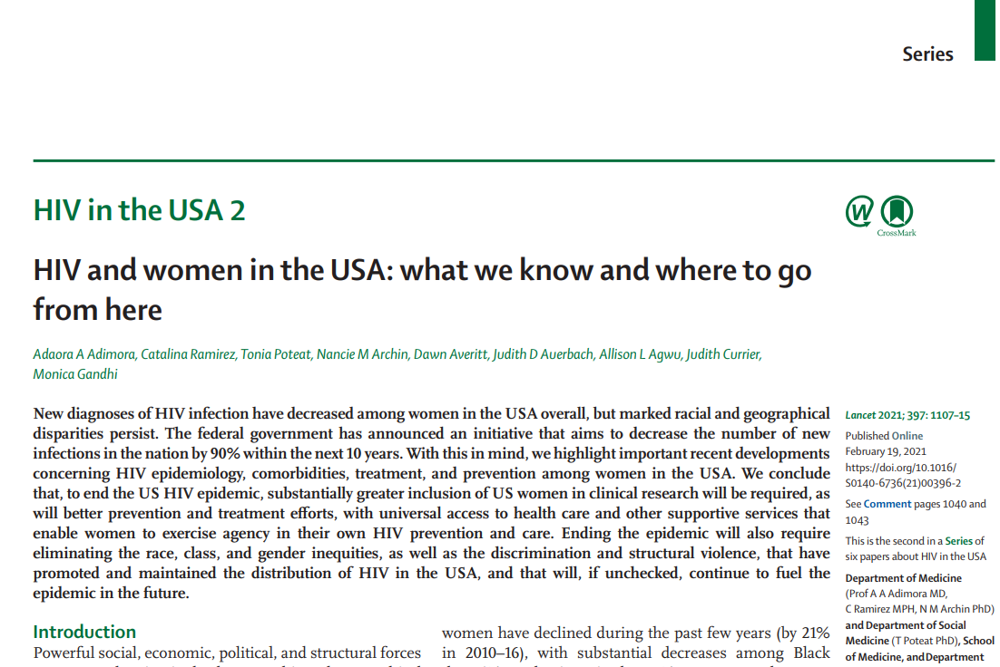 Series
HIV in the USA 2
W
CrossMark
HIV and women in the USA: what we know and where to go
from here
Adaora A Adimora, Catalina Ramirez, Tonia Poteat, Nancie M Archin, Dawn Averitt, Judith D Auerbach, Allison L Agwu, Judith Currier,
Monica Gandhi
New diagnoses of HIV infection have decreased among women in the USA overall, but marked racial and geographical
disparities persist. The federal government has announced an initiative that aims to decrease the number of new
infections in the nation by 90% within the next 10 years. With this in mind, we highlight important recent developments
concerning HIV epidemiology, comorbidities, treatment, and prevention among women in the USA. We conclude
that, to end the US HIV epidemic, substantially greater inclusion of US women in clinical research will be required, as
will better prevention and treatment efforts, with universal access to health care and other supportive services that
enable women to exercise agency in their own HIV prevention and care. Ending the epidemic will also require
eliminating the race, class, and gender inequities, as well as the discrimination and structural violence, that have
promoted and maintained the distribution of HIV in the USA, and that will, if unchecked, continue to fuel the
epidemic in the future.
Introduction
Powerful social, economic, political, and structural forces
women have declined during the past few years (by 21%
in 2010–16), with substantial decreases among Black
Lancet 2021; 397: 1107–15
Published Online
February 19, 2021
https://doi.org/10.1016/
S0140-6736(21)00396-2
See Comment pages 1040 and
1043
This is the second in a Series of
six papers about HIV in the USA
Department of Medicine
(Prof A A Adimora MD,
C Ramirez MPH, N M Archin PhD)
and Department of Social
Medicine (T Poteat PhD), School
of Medicine, and Department